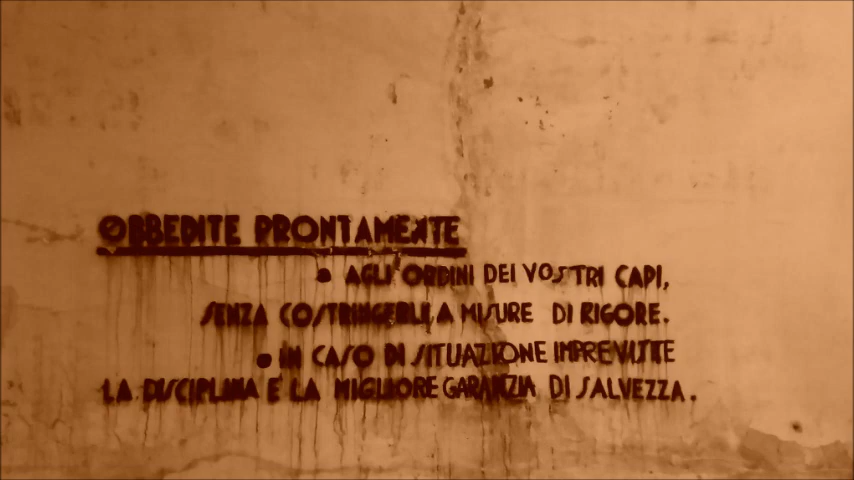 OBBEDITE PRONTAMENTE
• AGLI ORDINI DEI VOSTRI CAPI,
SENZA COSTRINGERLI A MISURE DI RIGORE.
• IN CASO DI SITUAZIONE IMPREVISTE
LA DISCIPLINA E LA MIGLIORE GARANZIA DI SALVEZZA.